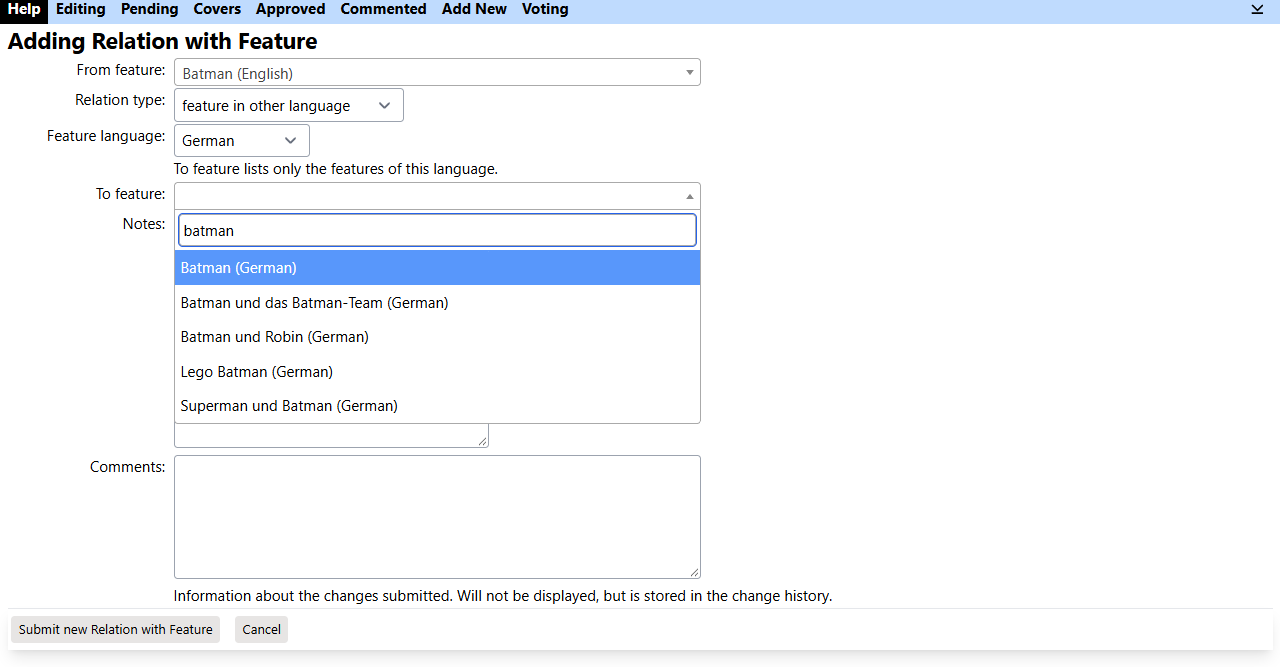 Help Editing Pending Covers Approved Commented Add New Voting
Adding Relation with Feature
From feature: Batman (English)
Relation type: feature in other language
Feature language: German
To feature lists only the features of this language.
To feature:
Notes:
batman
Batman (German)
Batman und das Batman-Team (German)
Batman und Robin (German)
Lego Batman (German)
Superman und Batman (German)
Comments:
Information about the changes submitted. Will not be displayed, but is stored in the change history.
Submit new Relation with Feature Cancel